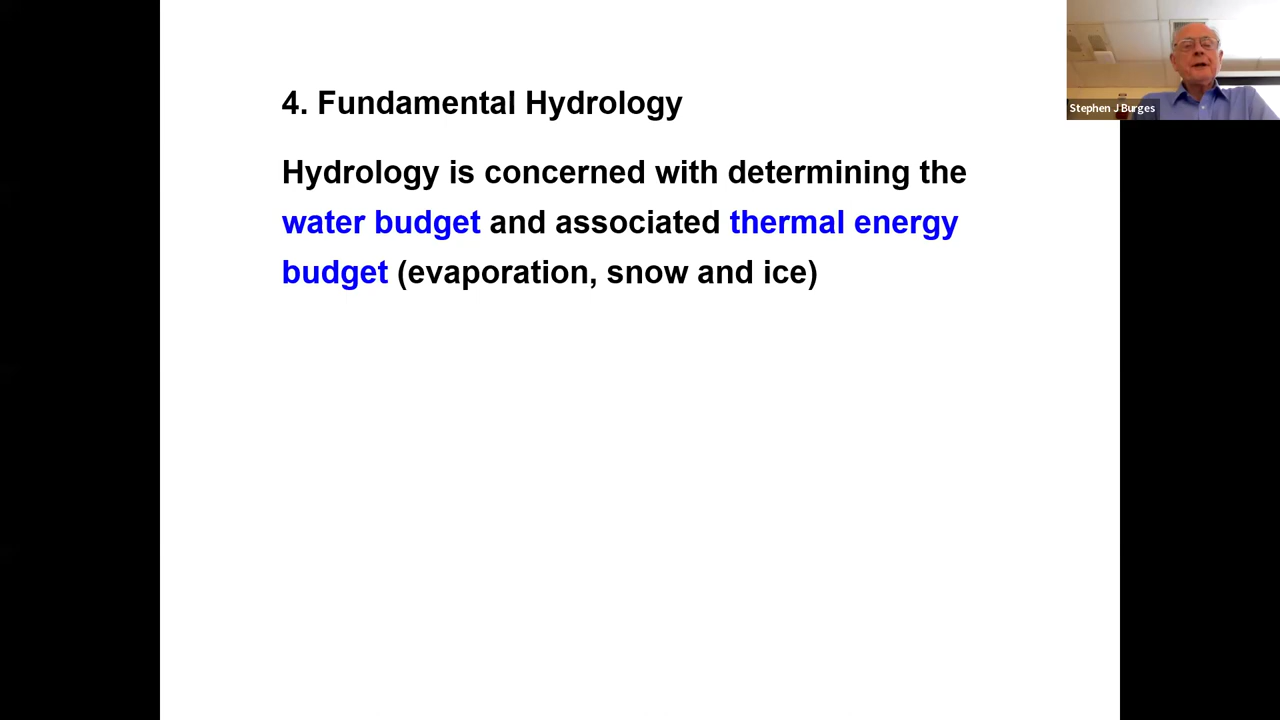 4. Fundamental Hydrology
Hydrology is concerned with determining the
water budget and associated thermal energy
budget (evaporation, snow and ice)
Stephen J Burges